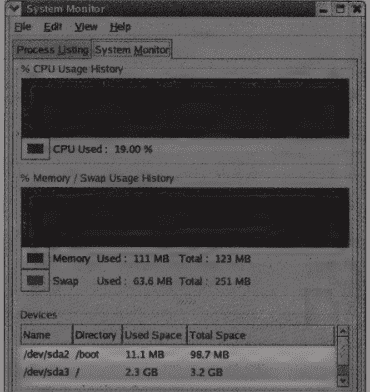 System Monitor
File Edit View Help
Process Listing System Monitor
% CPU Usage History
CPU Used : 19.00 %
% Memory / Swap Usage History
Memory Used : 111 MB Total : 123 MB
Swap Used : 63.6 MB Total : 251 MB
Devices
Name Directory Used Space Total Space
/dev/sda2 /boot 11.1 MB 98.7 MB
/dev/sda3 / 2.3 GB 3.2 GB